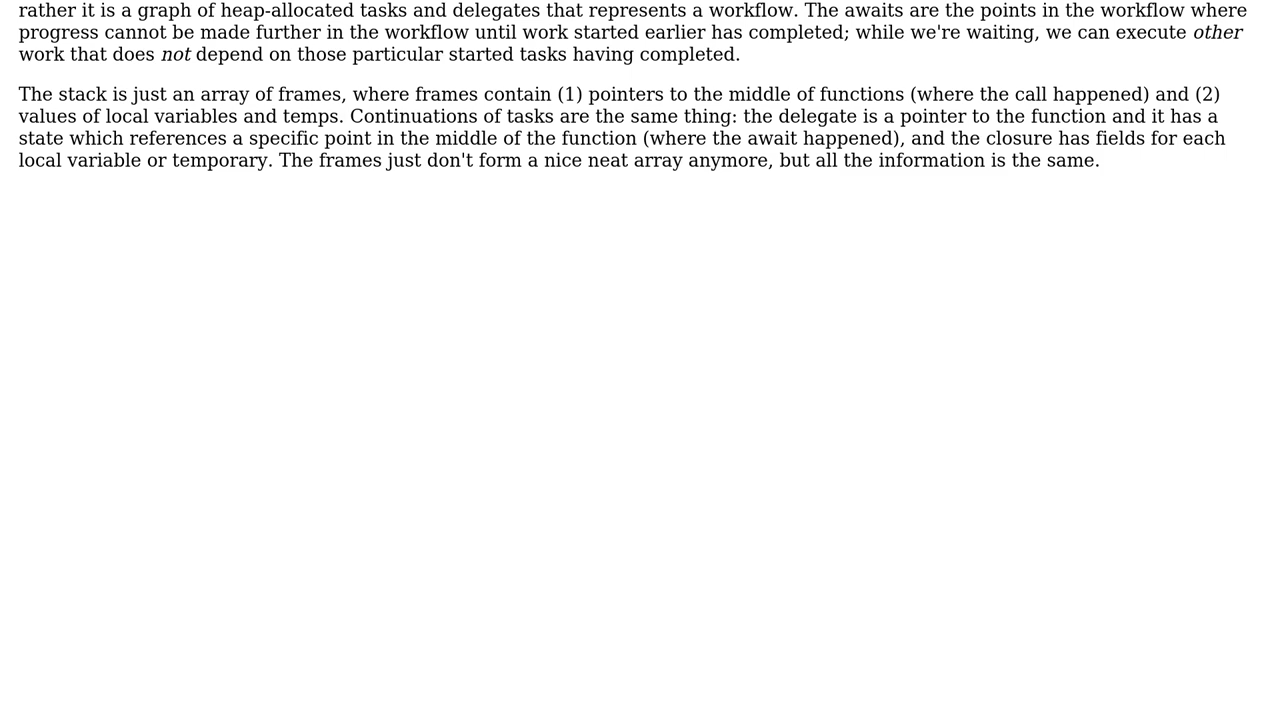 rather it is a graph of heap-allocated tasks and delegates that represents a workflow. The awaits are the points in the workflow where
progress cannot be made further in the workflow until work started earlier has completed; while we're waiting, we can execute other
work that does not depend on those particular started tasks having completed.
The stack is just an array of frames, where frames contain (1) pointers to the middle of functions (where the call happened) and (2)
values of local variables and temps. Continuations of tasks are the same thing: the delegate is a pointer to the function and it has a
state which references a specific point in the middle of the function (where the await happened), and the closure has fields for each
local variable or temporary. The frames just don't form a nice neat array anymore, but all the information is the same.